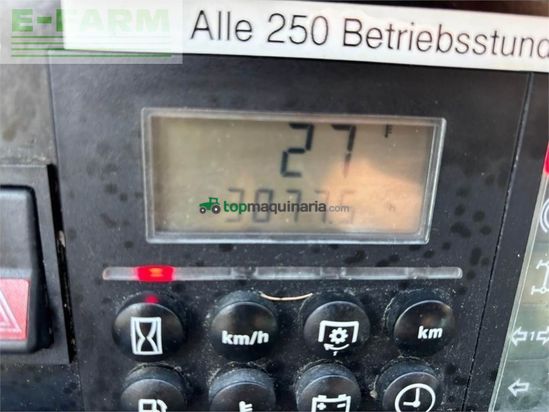 E-FARM
Alle 250 Betriebsstund
27
topmaquinaria.com
km/h
km